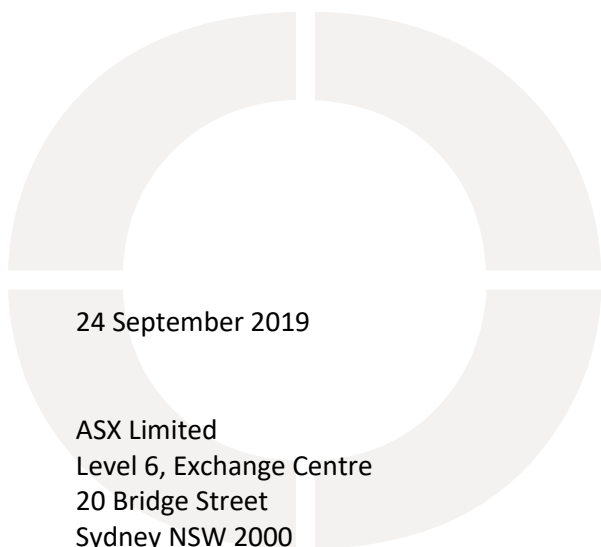 24 September 2019
ASX Limited
Level 6, Exchange Centre
20 Bridge Street
Sydney NSW 2000